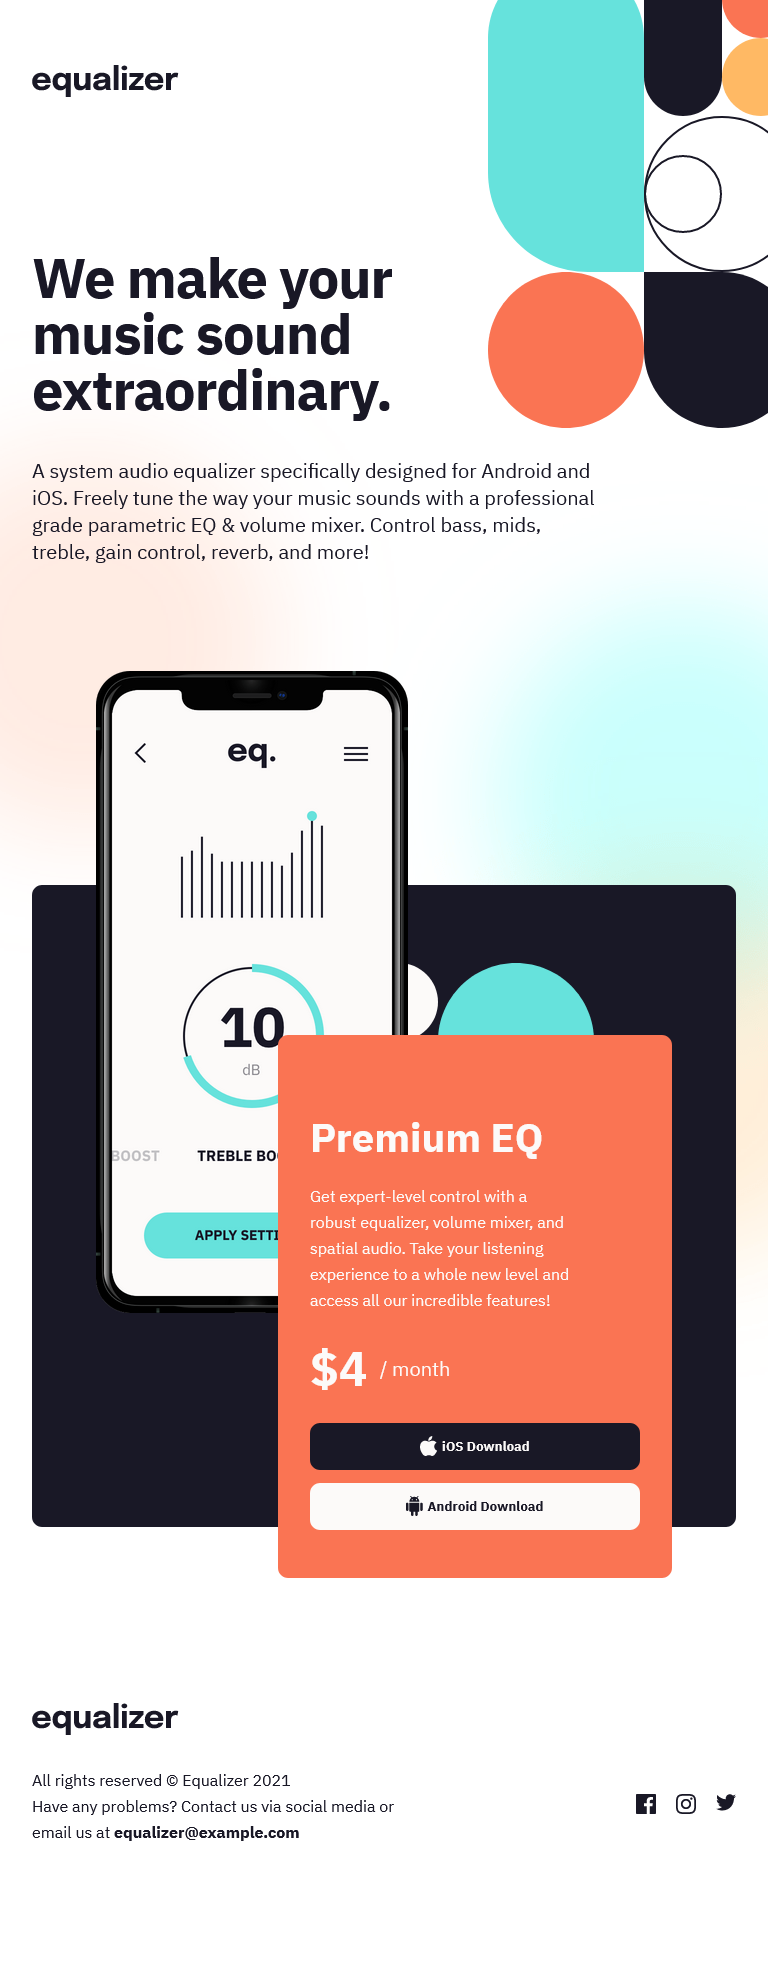 equalizer
We make your
music sound
extraordinary.
A system audio equalizer specifically designed for Android and
iOS. Freely tune the way your music sounds with a professional
grade parametric EQ & volume mixer. Control bass, mids,
treble, gain control, reverb, and more!
eq.
10
dB
BOOST
TREBLE BO
APPLY SETTI
Premium EQ
Get expert-level control with a
robust equalizer, volume mixer, and
spatial audio. Take your listening
experience to a whole new level and
access all our incredible features!
$4 / month
iOS Download
Android Download
equalizer
All rights reserved © Equalizer 2021
Have any problems? Contact us via social media or
email us at equalizer@example.com